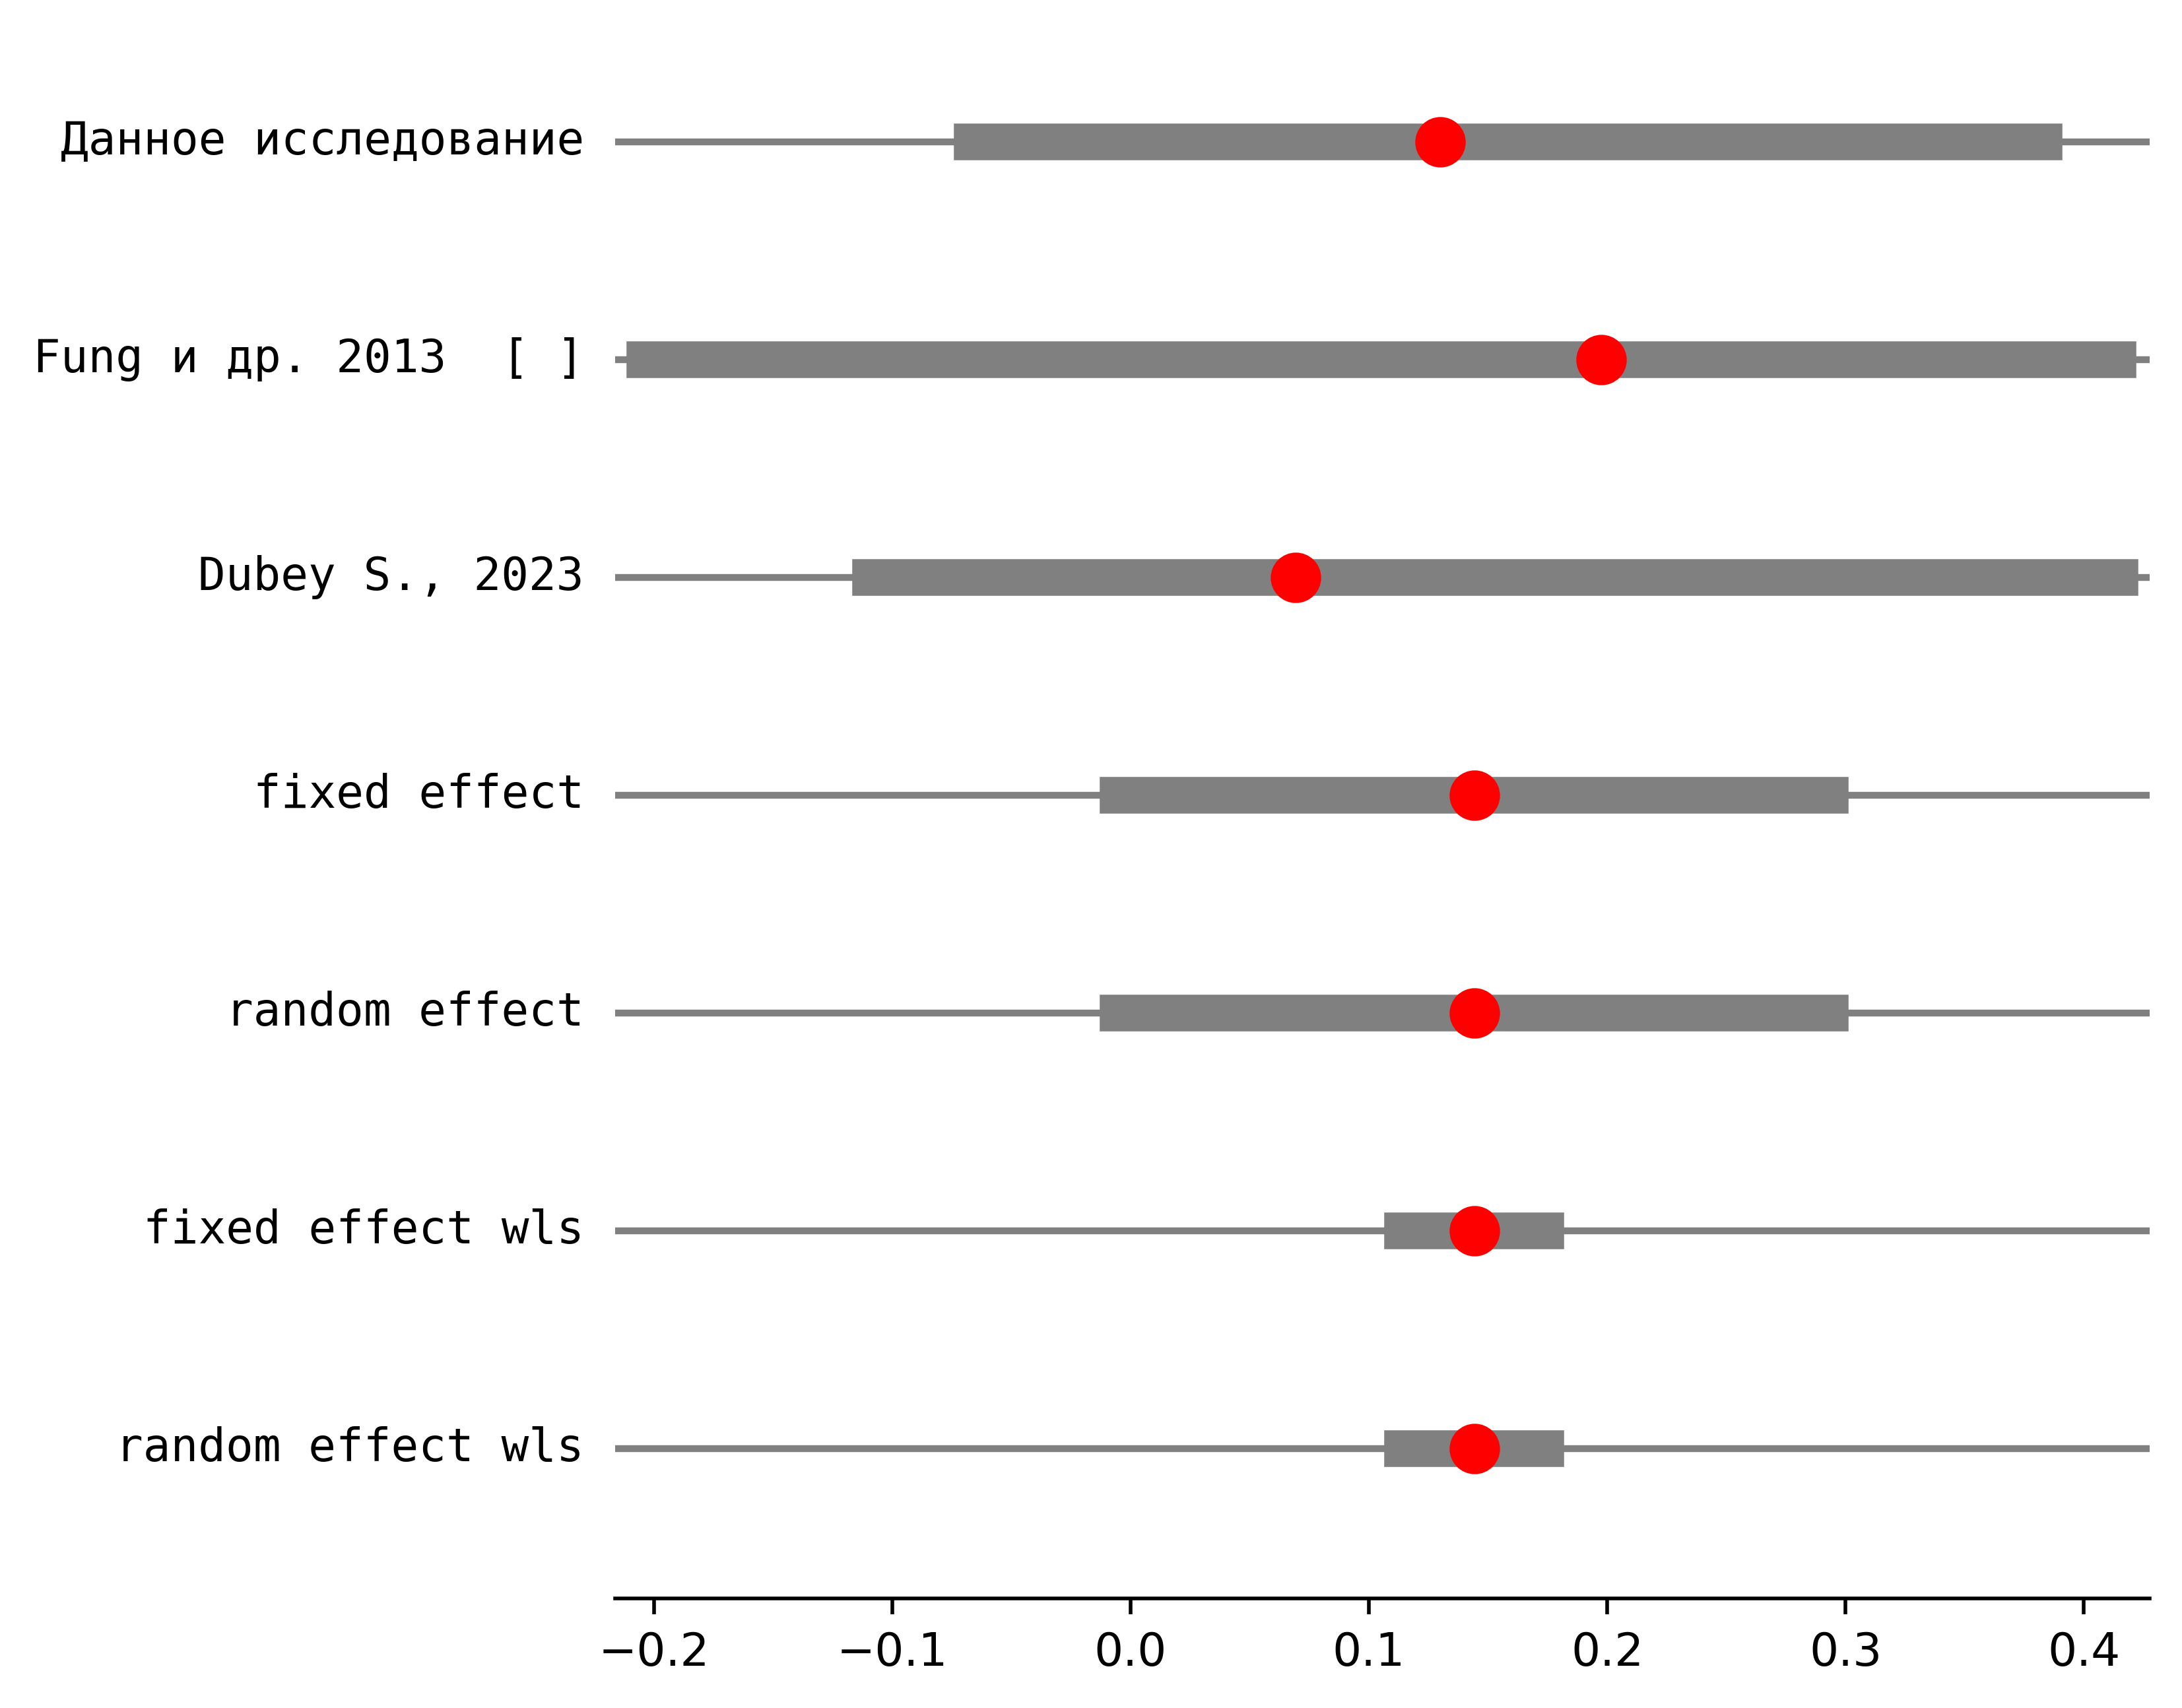 Данное исследование
Fung и др. 2013  [ ]
Dubey S., 2023
fixed effect
random effect
fixed effect wls
random effect wls
−0.2 −0.1 0.0 0.1 0.2 0.3 0.4